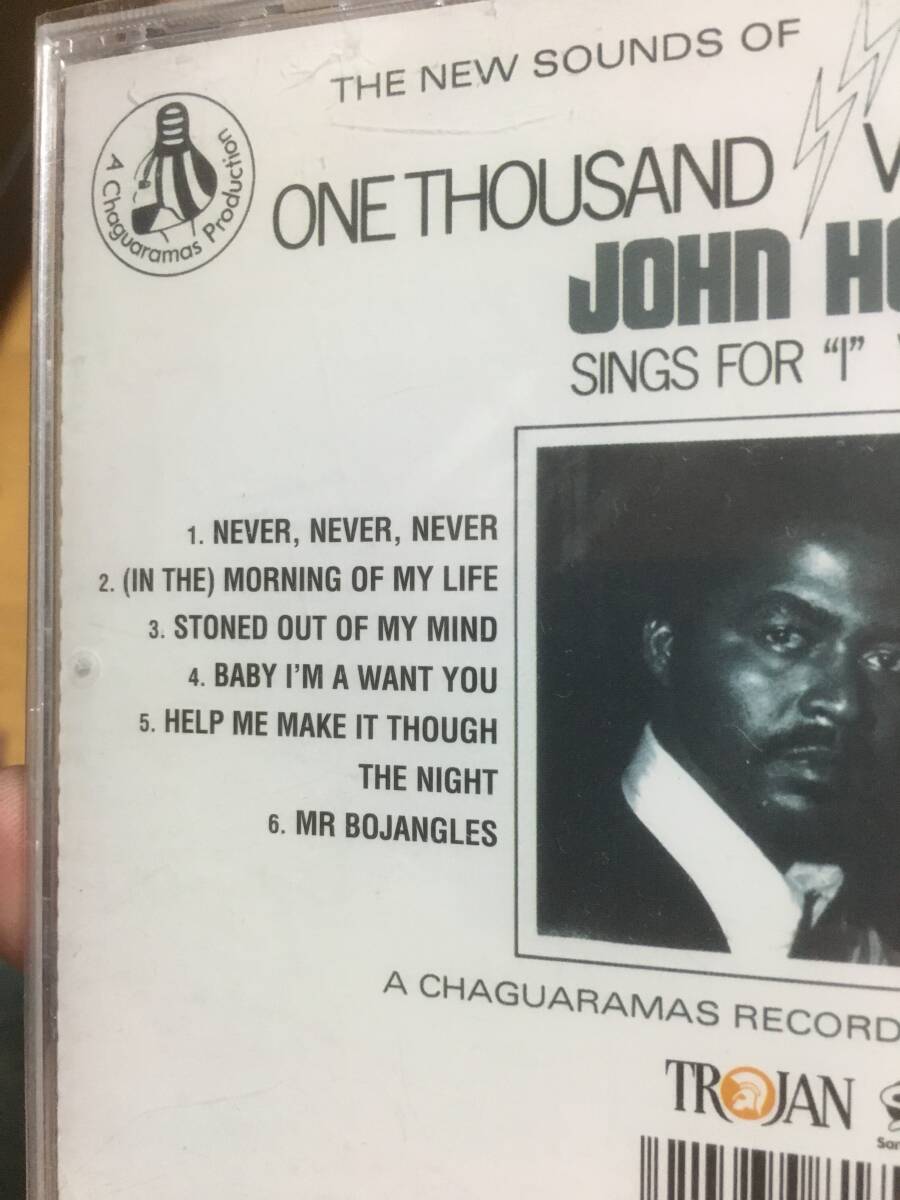 THE NEW SOUNDS OF
A Chaguaramas Production
ONE THOUSAND
JOHN
SINGS FOR "I"
1. NEVER, NEVER, NEVER
2. (IN THE) MORNING OF MY LIFE
3. STONED OUT OF MY MIND
4. BABY I'M A WANT YOU
5. HELP ME MAKE IT THOUGH
THE NIGHT
6. MR BOJANGLES
A CHAGUARAMAS RECORD
TROJAN